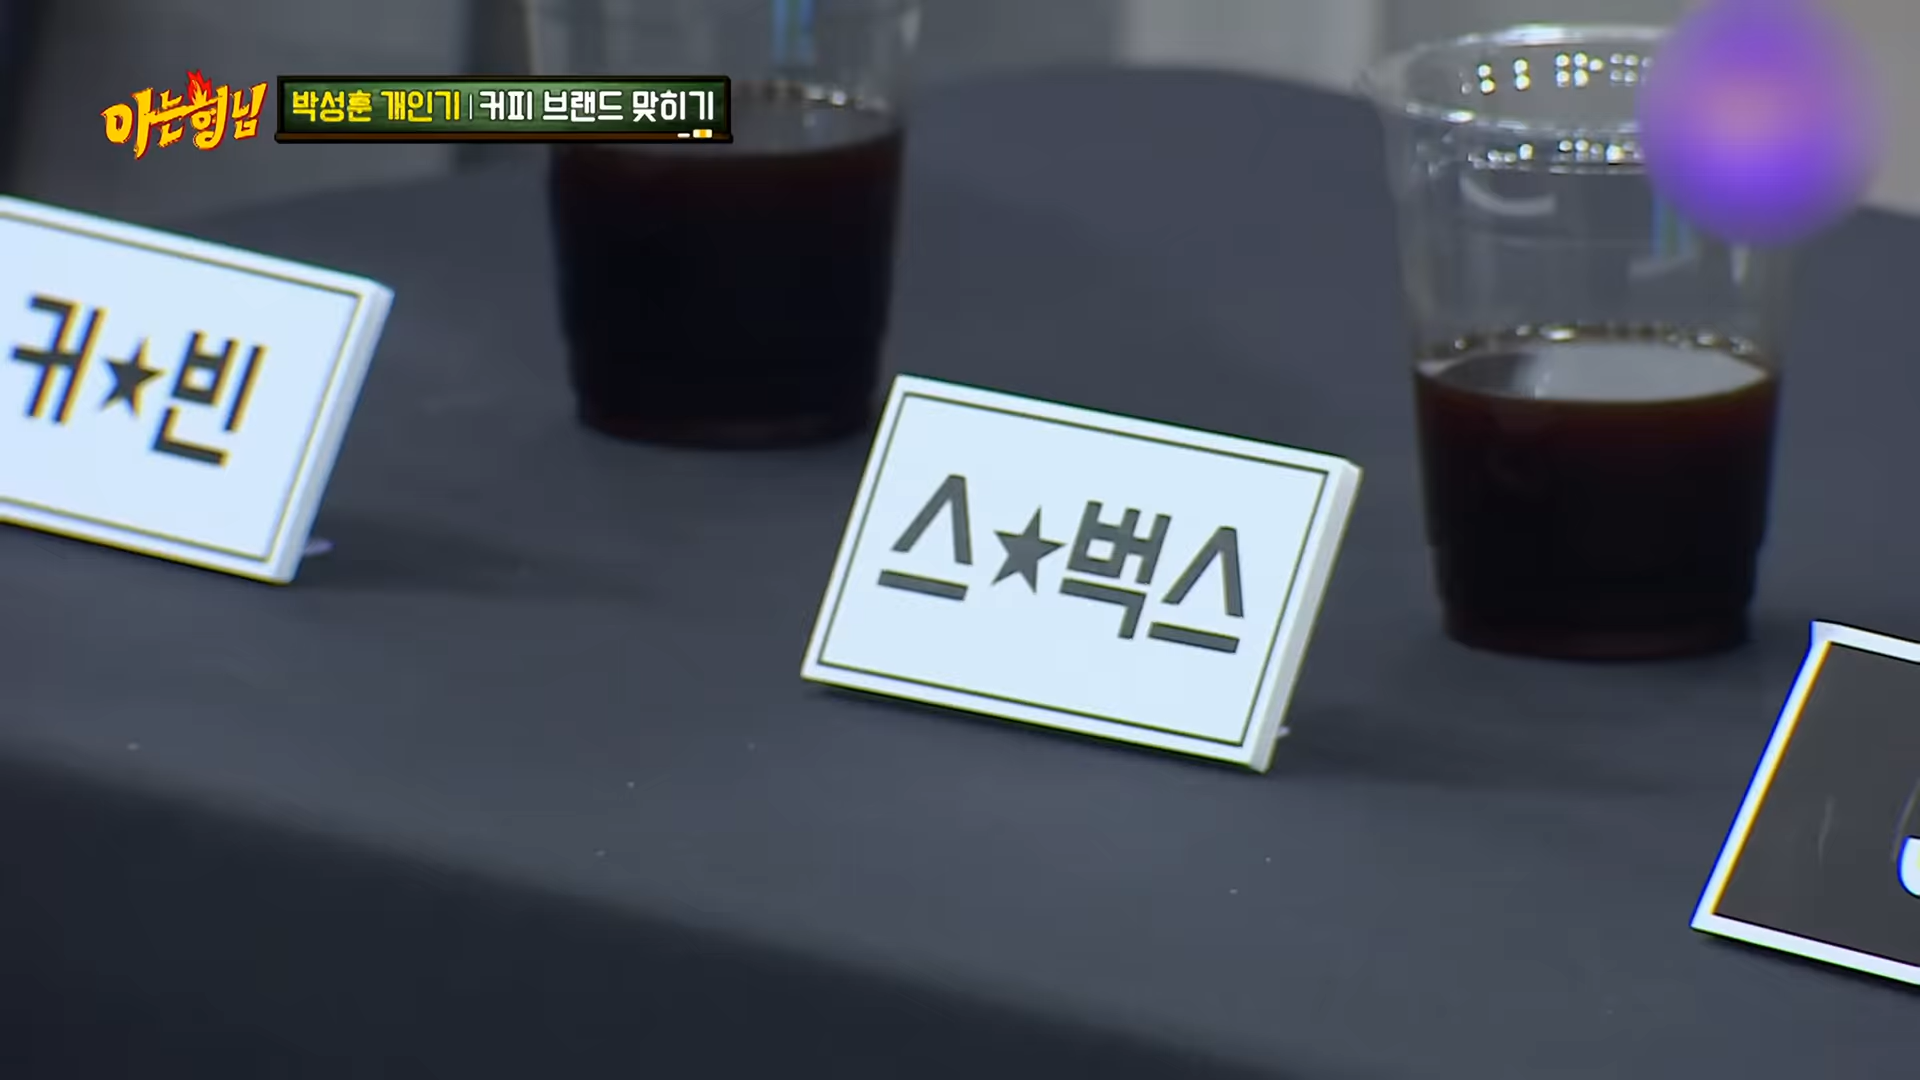 아는형님
박성훈 개인기 | 커피 브랜드 맞히기
귀★빈
스★벅스